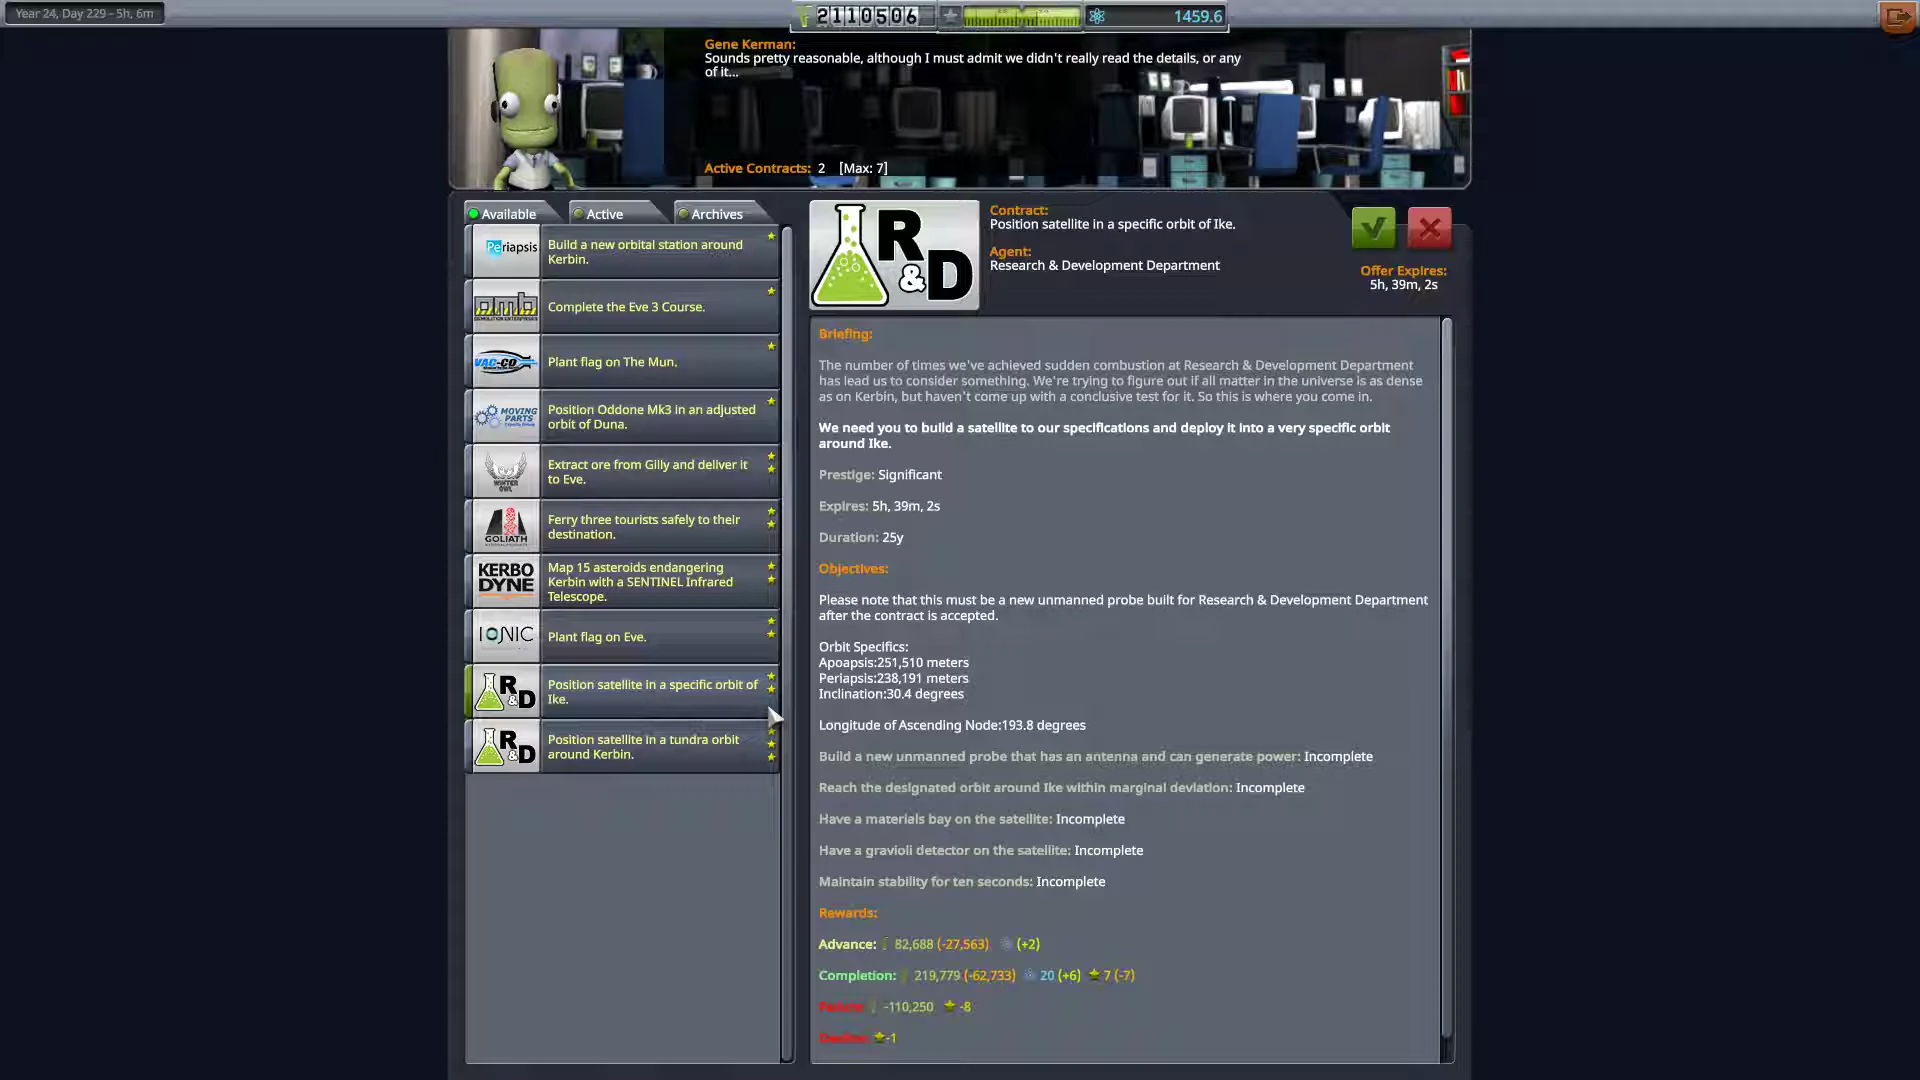 Year 24, Day 229 - 5h, 6m
2110506
1459.6
Gene Kerman:
Sounds pretty reasonable, although I must admit we didn't really read the details, or any
of it...
Active Contracts: 2 [Max: 7]
Available
Active
Archives
Periapsis
Build a new orbital station around
Kerbin.
Complete the Eve 3 Course.
VAC-CO
Plant flag on The Mun.
MOVING
PARTS
Position Oddone Mk3 in an adjusted
orbit of Duna.
WINTER
OWL
Extract ore from Gilly and deliver it
to Eve.
GOLIATH
Ferry three tourists safely to their
destination.
KERBO
DYNE
Map 15 asteroids endangering
Kerbin with a SENTINEL Infrared
Telescope.
IONIC
Plant flag on Eve.
R&D
Position satellite in a specific orbit of
Ike.
R&D
Position satellite in a tundra orbit
around Kerbin.
R&D
Contract:
Position satellite in a specific orbit of Ike.
Agent:
Research & Development Department
Offer Expires:
5h, 39m, 2s
Briefing:
The number of times we've achieved sudden combustion at Research & Development Department
has lead us to consider something. We're trying to figure out if all matter in the universe is as dense
as on Kerbin, but haven't come up with a conclusive test for it. So this is where you come in.
We need you to build a satellite to our specifications and deploy it into a very specific orbit
around Ike.
Prestige: Significant
Expires: 5h, 39m, 2s
Duration: 25y
Objectives:
Please note that this must be a new unmanned probe built for Research & Development Department
after the contract is accepted.
Orbit Specifics:
Apoapsis:251,510 meters
Periapsis:238,191 meters
Inclination:30.4 degrees
Longitude of Ascending Node:193.8 degrees
Build a new unmanned probe that has an antenna and can generate power: Incomplete
Reach the designated orbit around Ike within marginal deviation: Incomplete
Have a materials bay on the satellite: Incomplete
Have a gravioli detector on the satellite: Incomplete
Maintain stability for ten seconds: Incomplete
Rewards:
Advance: 82,688 (-27,563) (+2)
Completion: 219,779 (-62,733) 20 (+6) 7 (-7)
Failure: -110,250 -8
Decline: -1